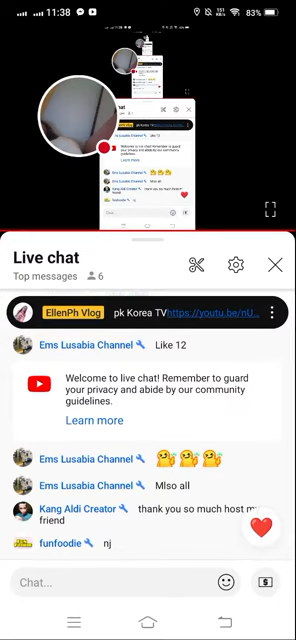 11:38
151 KB/s 83%
Live chat
Top messages 6
EllenPh Vlog pk Korea TVhttps://youtu.be/nU...
Ems Lusabia Channel Like 12
Welcome to live chat! Remember to guard
your privacy and abide by our community
guidelines.
Learn more
Ems Lusabia Channel
Ems Lusabia Channel Mlso all
Kang Aldi Creator thank you so much host my
friend
funfoodie nj
Chat...